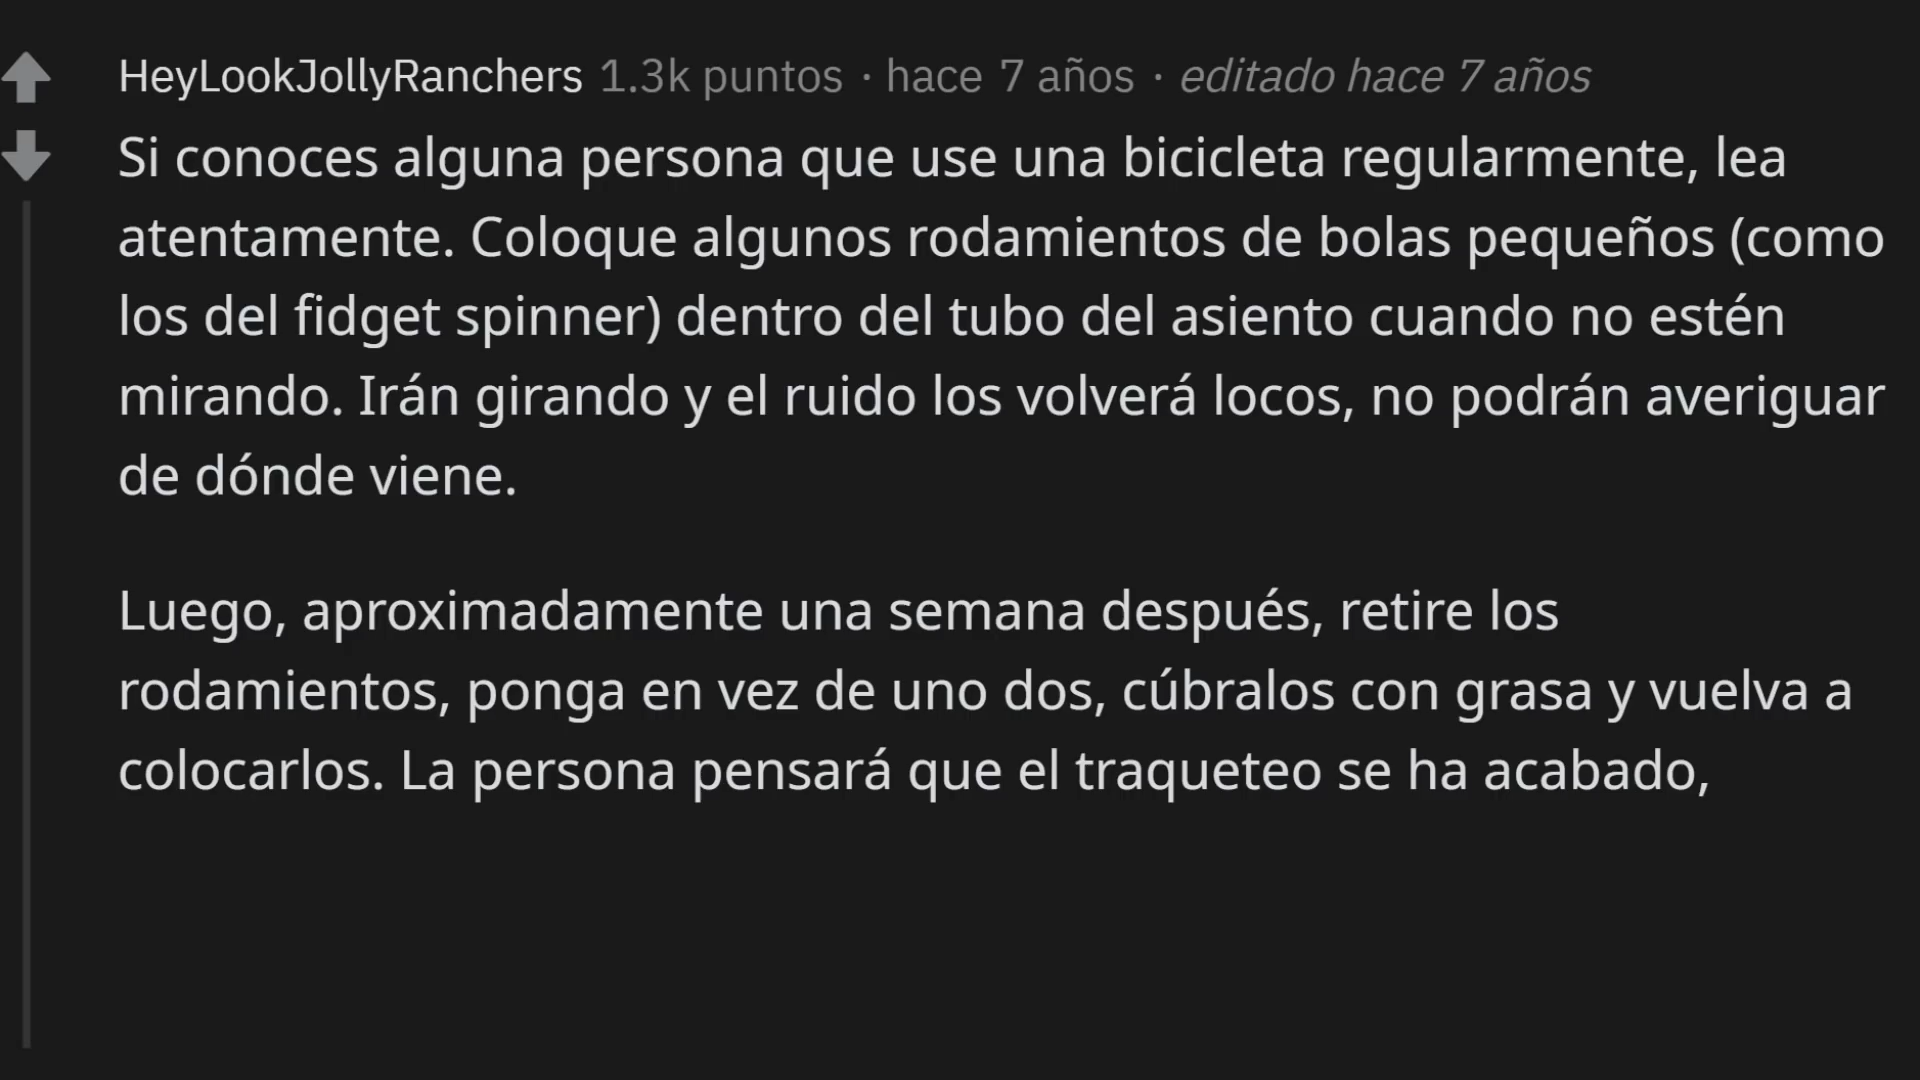 HeyLookJollyRanchers 1.3k puntos · hace 7 años · editado hace 7 años
Si conoces alguna persona que use una bicicleta regularmente, lea
atentamente. Coloque algunos rodamientos de bolas pequeños (como
los del fidget spinner) dentro del tubo del asiento cuando no estén
mirando. Irán girando y el ruido los volverá locos, no podrán averiguar
de dónde viene.
Luego, aproximadamente una semana después, retire los
rodamientos, ponga en vez de uno dos, cúbralos con grasa y vuelva a
colocarlos. La persona pensará que el traqueteo se ha acabado,